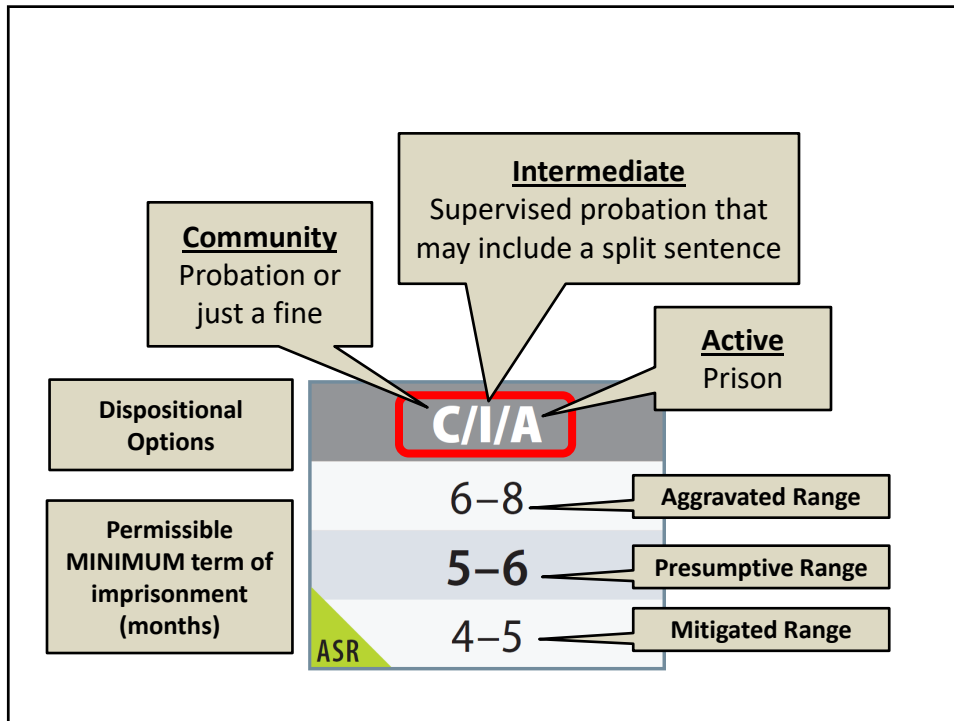 Intermediate
Supervised probation that
may include a split sentence
Community
Probation or
just a fine
Active
Prison
Dispositional
Options
C/I/A
6–8
Aggravated Range
Permissible
MINIMUM term of
imprisonment
(months)
5–6
Presumptive Range
4–5
Mitigated Range
ASR